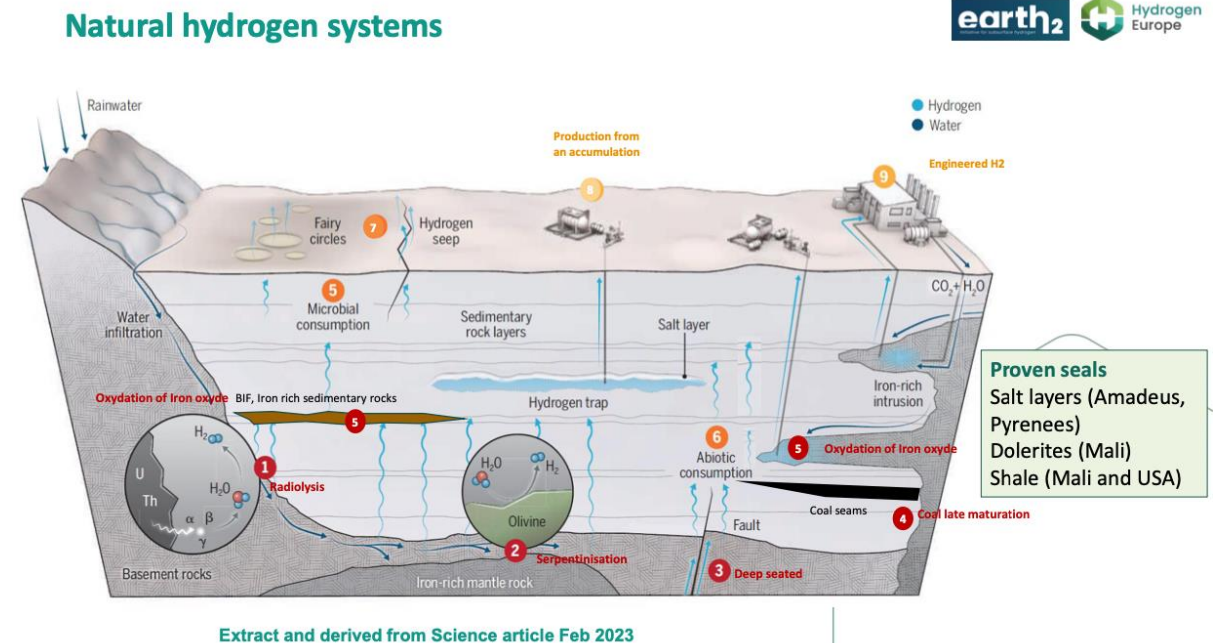 Natural hydrogen systems
earth2
Hydrogen
Europe
Rainwater
Hydrogen
Water
Production from
an accumulation
8
Engineered H2
9
Fairy
circles
7
Hydrogen
seep
CO2+ H2O
5
Microbial
consumption
Water
infiltration
Sedimentary
rock layers
Salt layer
Iron-rich
intrusion
Proven seals
Salt layers (Amadeus,
Pyrenees)
Dolerites (Mali)
Shale (Mali and USA)
Oxydation of Iron oxyde
BIF, Iron rich sedimentary rocks
5
Hydrogen trap
H2
H2O
U
Th
α β
γ
1
Radiolysis
H2O
H2
Olivine
2
Serpentinisation
6
Abiotic
consumption
5
Oxydation of Iron oxyde
Coal seams
4
Coal late maturation
Fault
3
Deep seated
Basement rocks
Iron-rich mantle rock
Extract and derived from Science article Feb 2023